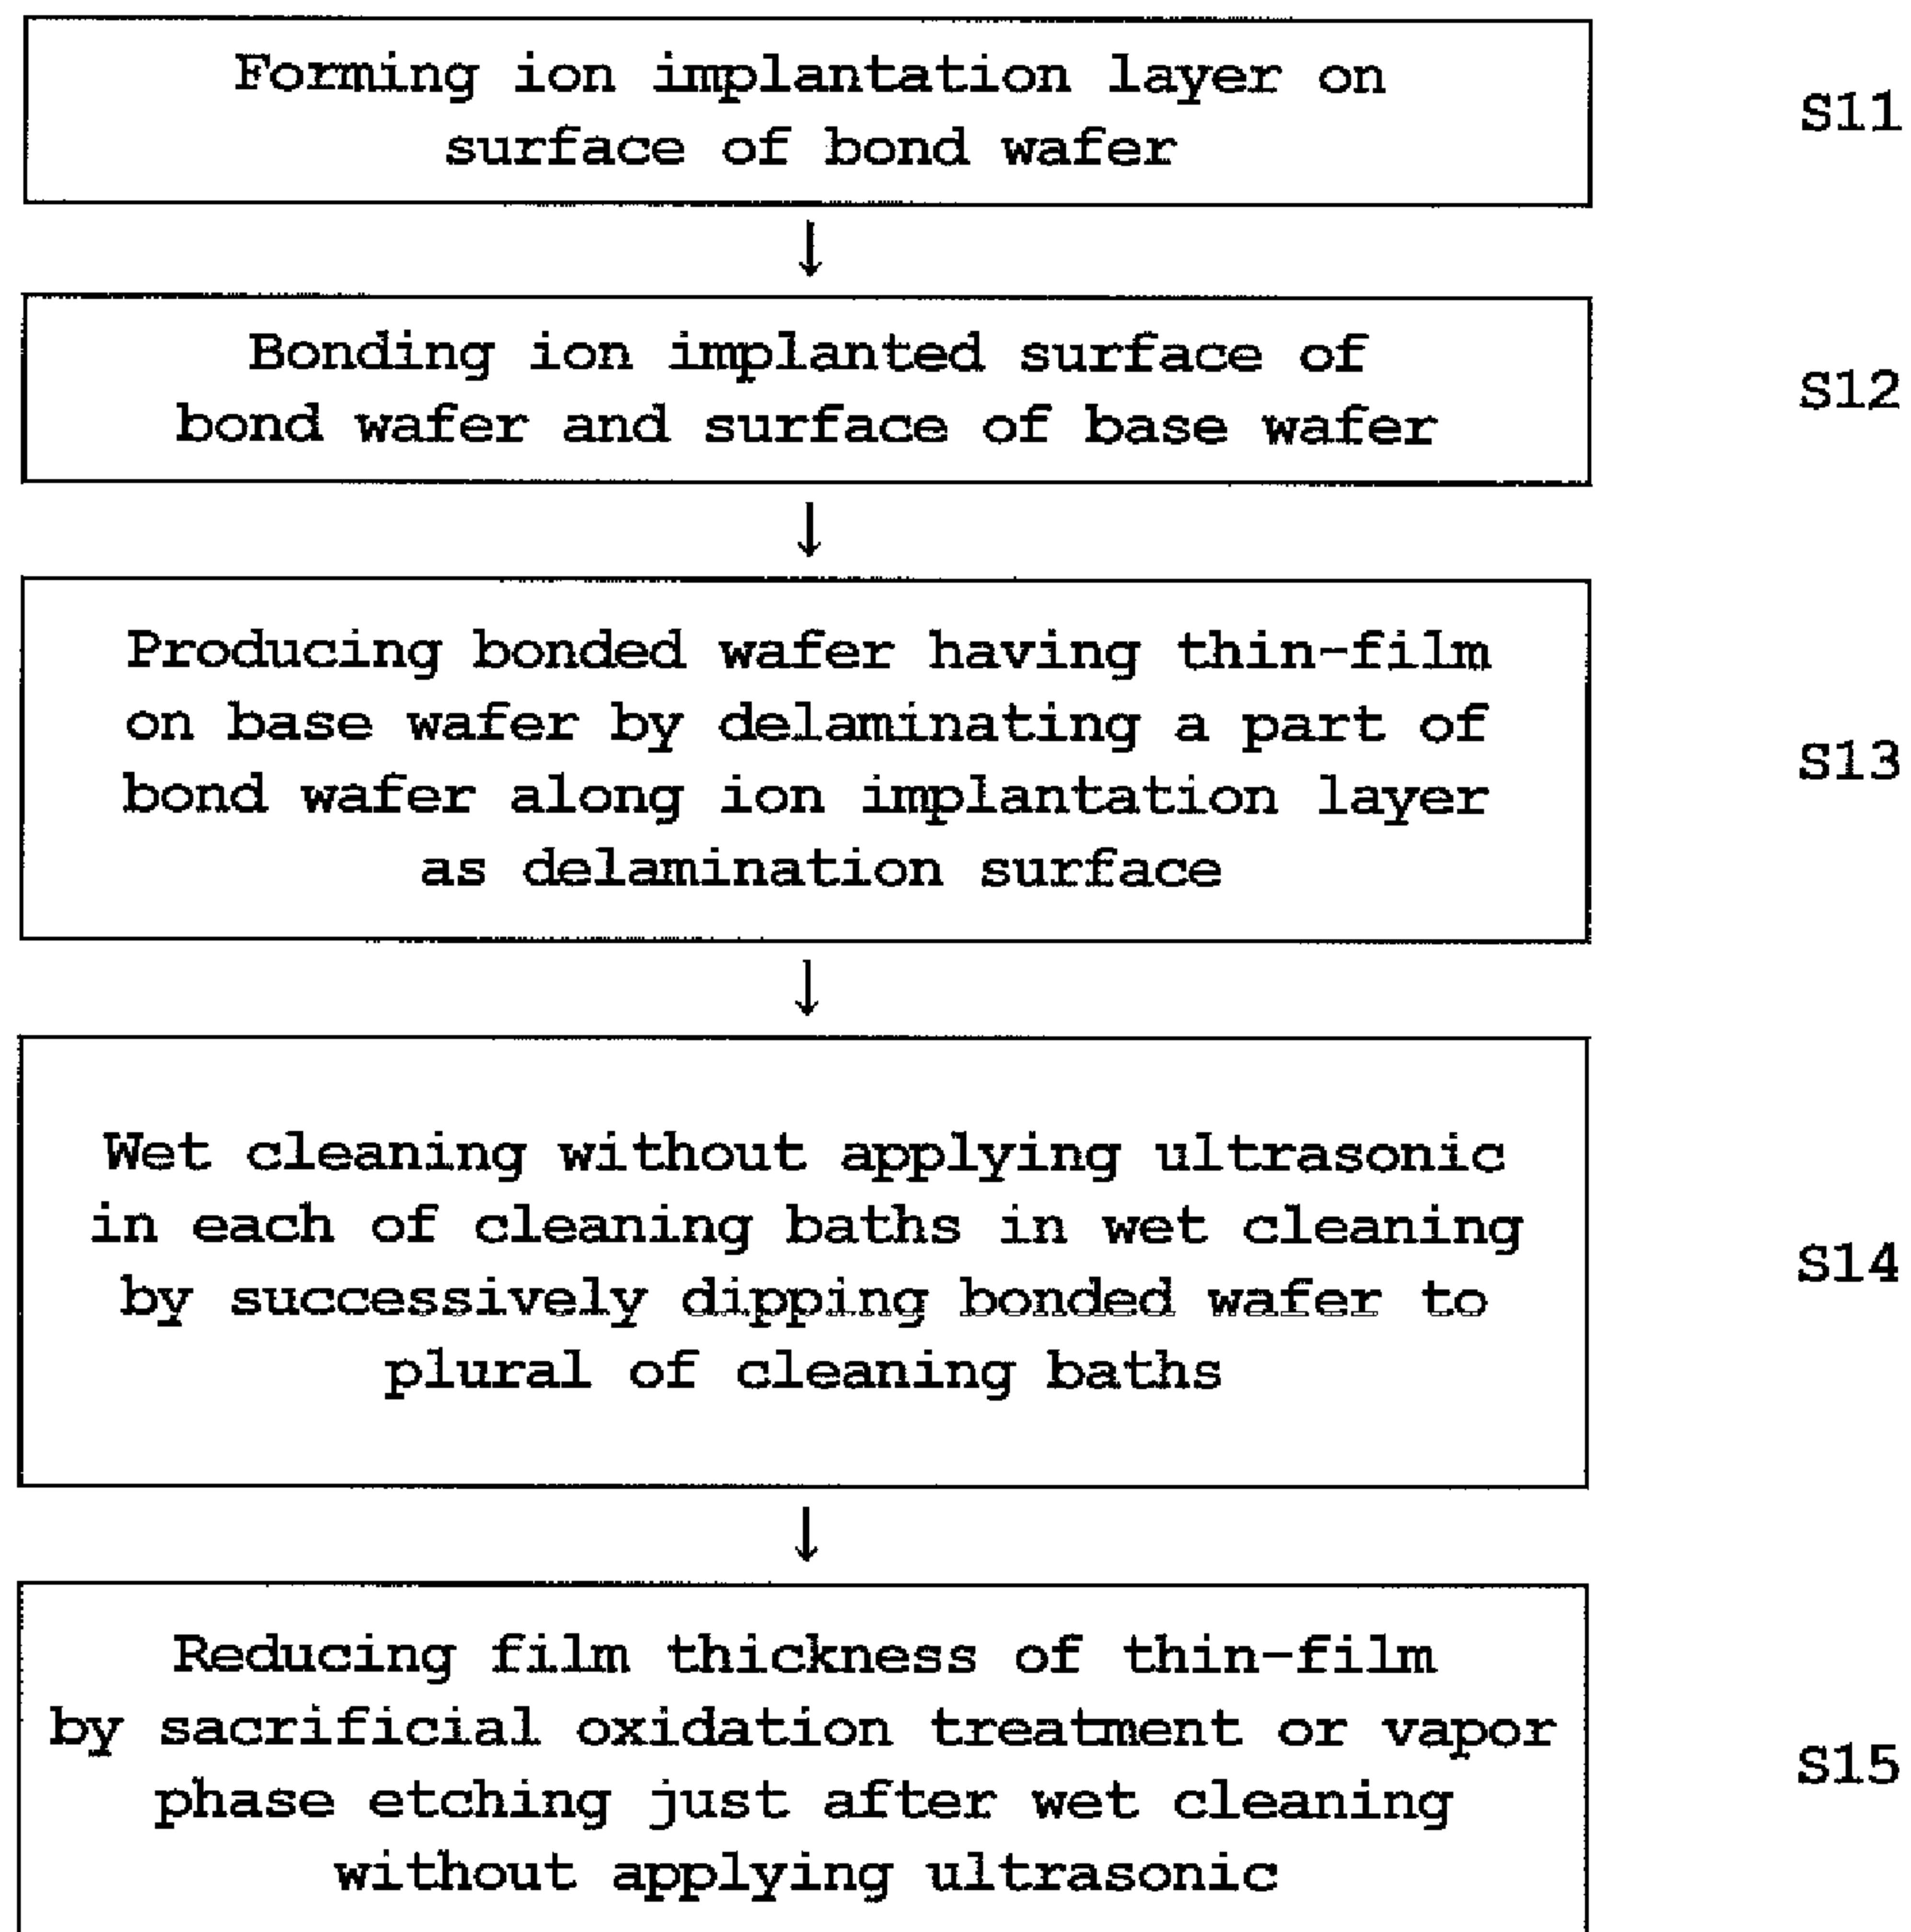 Forming ion implantation layer on
surface of bond wafer
S11
↓
Bonding ion implanted surface of
bond wafer and surface of base wafer
S12
↓
Producing bonded wafer having thin-film
on base wafer by delaminating a part of
bond wafer along ion implantation layer
as delamination surface
S13
↓
Wet cleaning without applying ultrasonic
in each of cleaning baths in wet cleaning
by successively dipping bonded wafer to
plural of cleaning baths
S14
↓
Reducing film thickness of thin-film
by sacrificial oxidation treatment or vapor
phase etching just after wet cleaning
without applying ultrasonic
S15